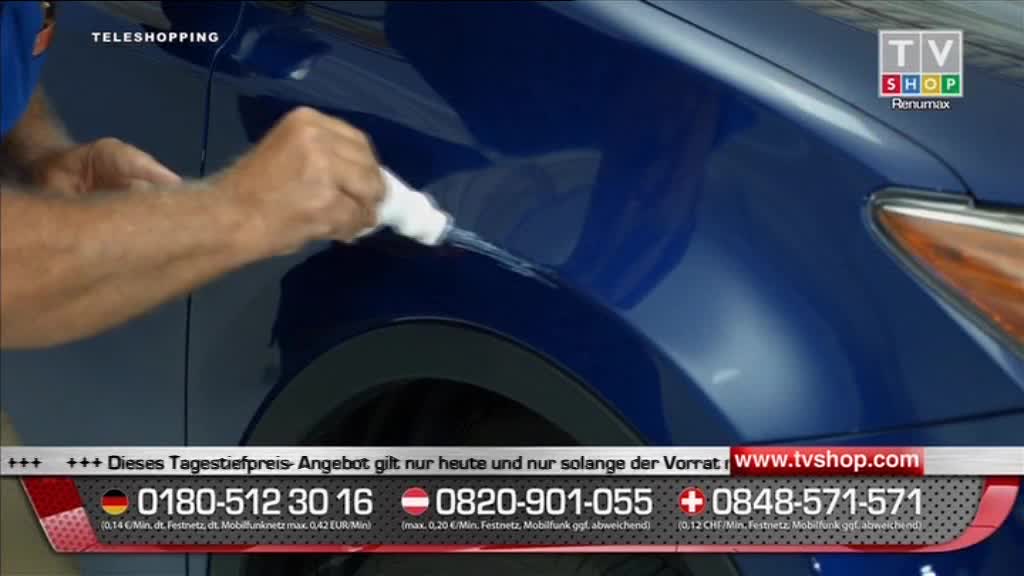 TELESHOPPING
TV
SHOP
Renumax
+++ +++ Dieses Tagestiefpreis- Angebot gilt nur heute und nur solange der Vorrat
www.tvshop.com
0180-512 30 16 0820-901-055 0848-571-571
(0,14 €/Min. dt. Festnetz, dt. Mobilfunknetz max. 0,42 EUR/Min) (max. 0,20 €/Min. Festnetz, Mobilfunk ggf. abweichend) (0,12 CHF/Min, Festnetz, Mobilfunk ggf. abweichend)